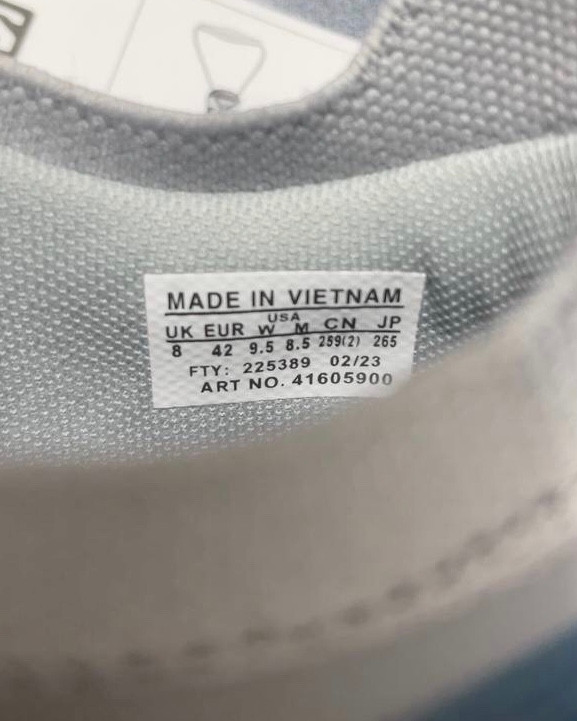 MADE IN VIETNAM
USA
UK EUR W M CN JP
8 42 9.5 8.5 259(2) 265
FTY: 225389 02/23
ART NO. 41605900